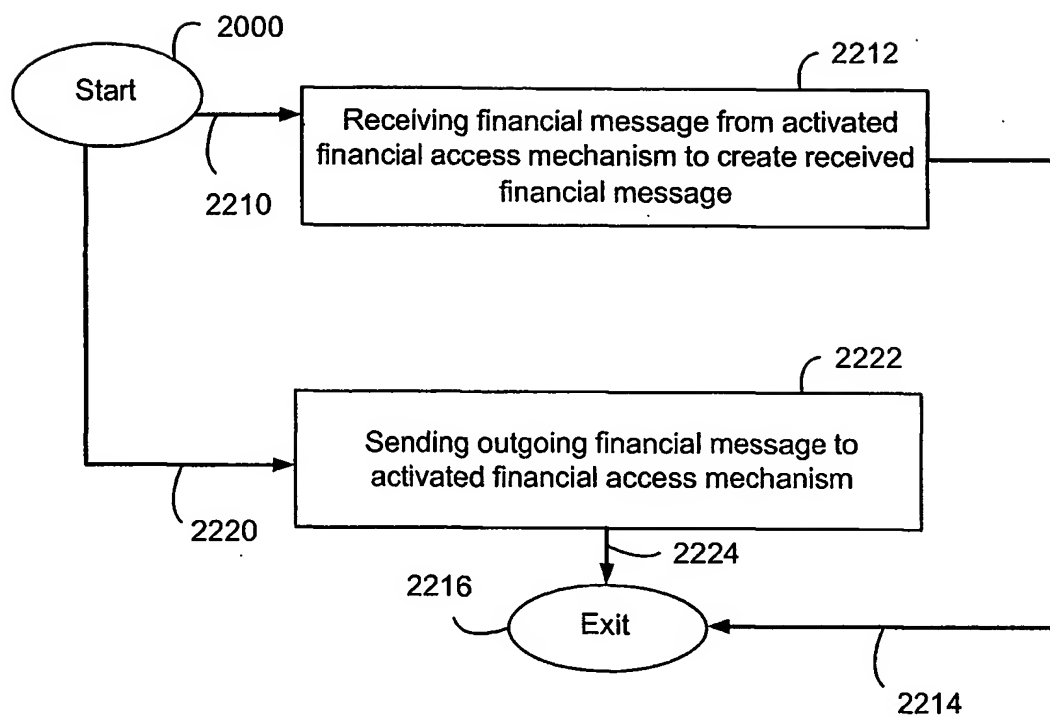 2000
Start
2212
Receiving financial message from activated
financial access mechanism to create received
financial message
2210
2222
Sending outgoing financial message to
activated financial access mechanism
2220
2224
2216
Exit
2214